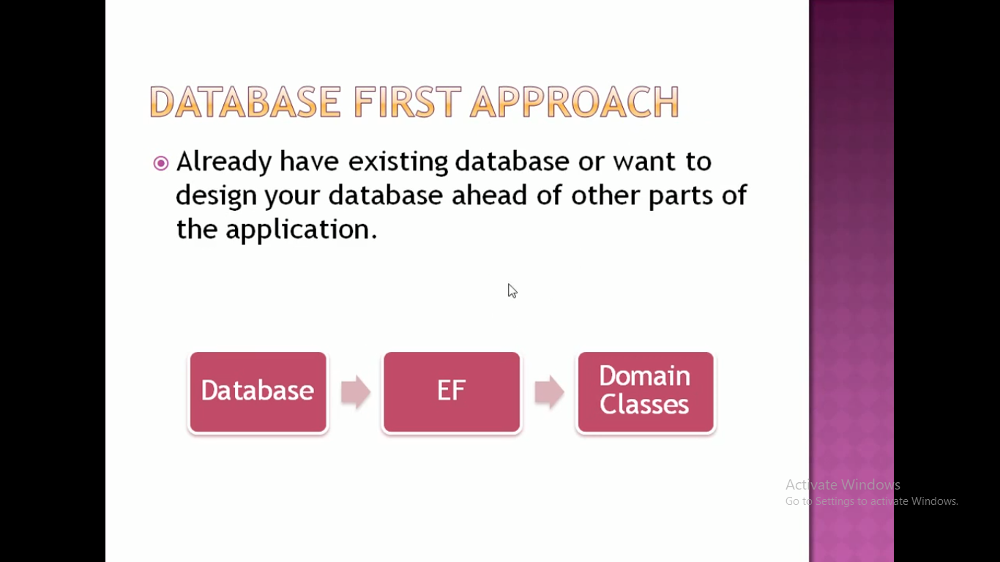 DATABASE FIRST APPROACH
Already have existing database or want to
design your database ahead of other parts of
the application.
Database
EF
Domain
Classes
Activate Windows
Go to Settings to activate Windows.